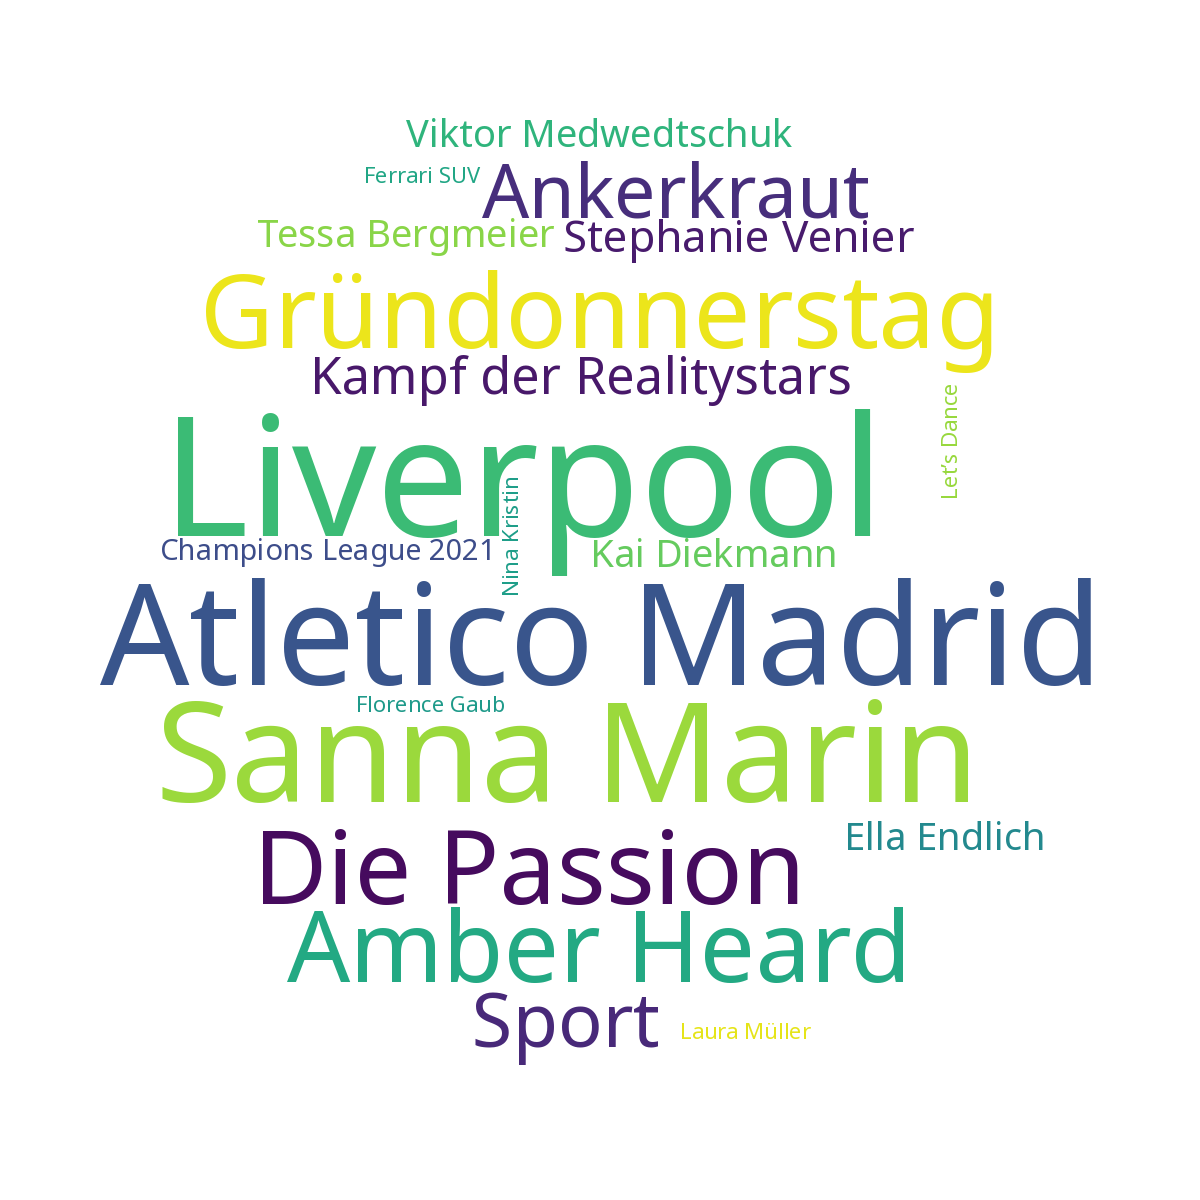 Viktor Medwedtschuk
Ferrari SUV
Ankerkraut
Tessa Bergmeier
Stephanie Venier
Gründonnerstag
Kampf der Realitystars
Let’s Dance
Liverpool
Nina Kristin
Champions League 2021
Kai Diekmann
Atletico Madrid
Florence Gaub
Sanna Marin
Ella Endlich
Die Passion
Amber Heard
Sport
Laura Müller